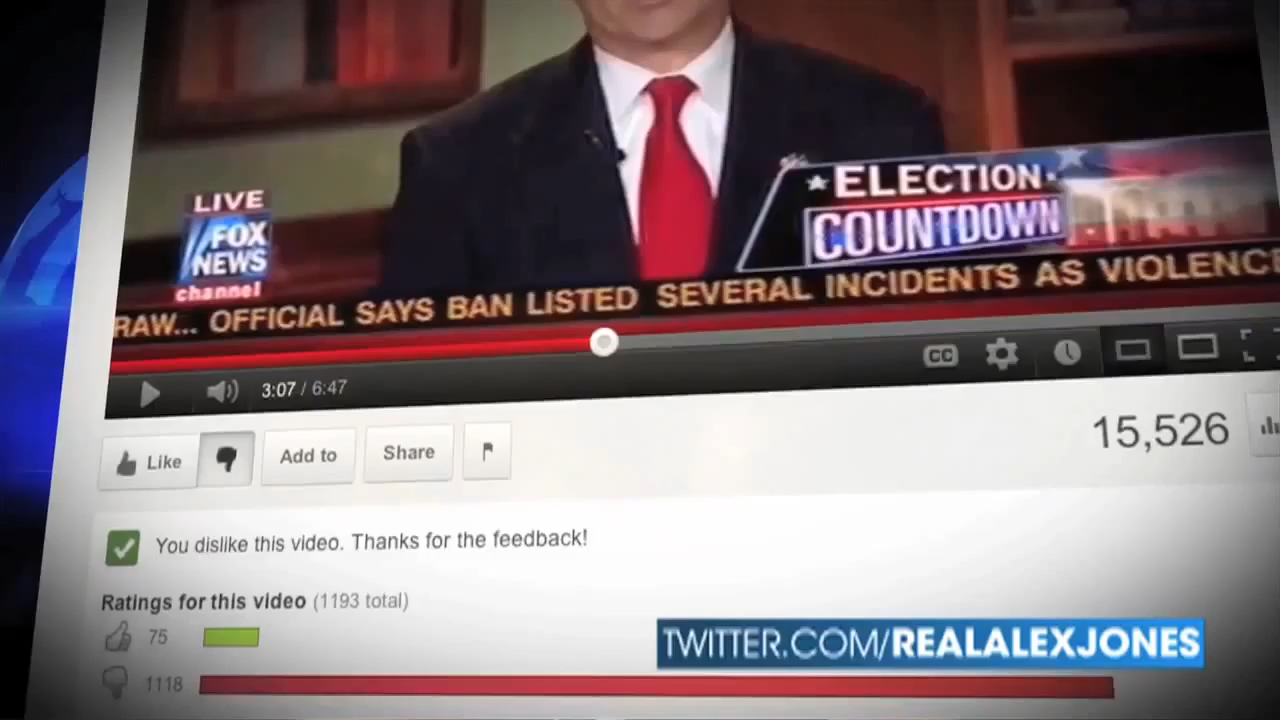 LIVE
FOX
NEWS
channel
ELECTION
COUNTDOWN
RAW... OFFICIAL SAYS BAN LISTED SEVERAL INCIDENTS AS VIOLENC
CC
3:07 / 6:47
Like
Add to
Share
15,526
You dislike this video. Thanks for the feedback!
Ratings for this video (1193 total)
75
1118
TWITTER.COM/REALALEXJONES